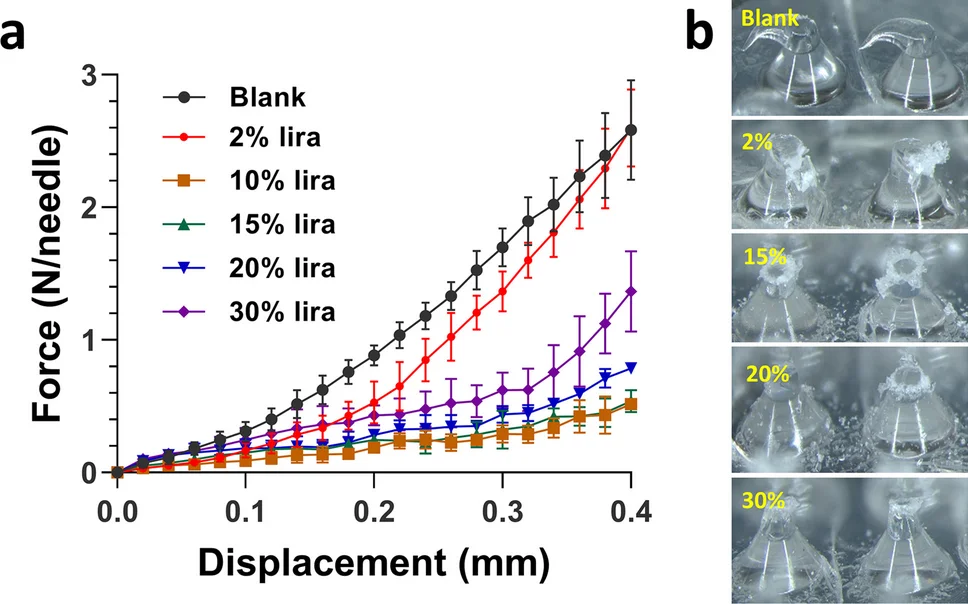 a
Force (N/needle)
3
2
1
0
Blank
2% lira
10% lira
15% lira
20% lira
30% lira
0.0 0.1 0.2 0.3 0.4
Displacement (mm)
b
Blank
2%
15%
20%
30%